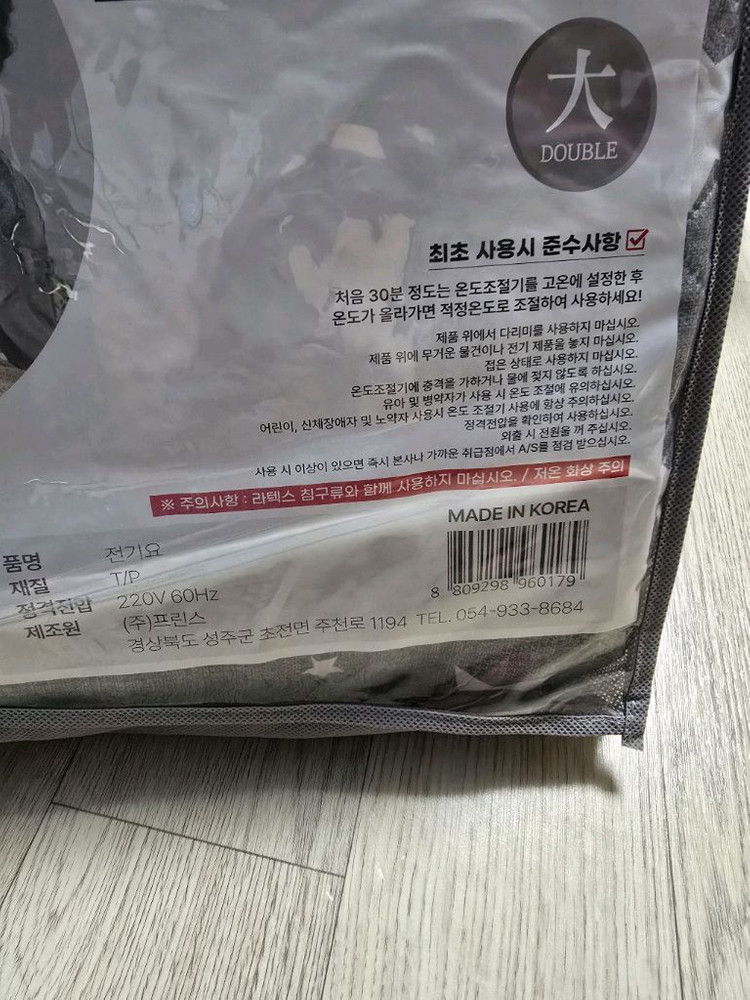 大
DOUBLE
최초 사용시 준수사항
처음 30분 정도는 온도조절기를 고온에 설정한 후
온도가 올라가면 적정온도로 조절하여 사용하세요!
제품 위에서 다리미를 사용하지 마십시오.
제품 위에 무거운 물건이나 전기 제품을 놓지 마십시오.
접은 상태로 사용하지 마십시오.
온도조절기에 충격을 가하거나 물에 젖지 않도록 하십시오.
유아 및 병약자가 사용 시 온도 조절에 유의하십시오.
어린이, 신체장애자 및 노약자 사용시 온도 조절기 사용에 항상 주의하십시오.
정격전압을 확인하여 사용하십시오.
외출 시 전원을 꺼 주십시오.
사용 시 이상이 있으면 즉시 본사나 가까운 취급점에서 A/S를 점검 받으십시오.
※ 주의사항 : 라텍스 침구류와 함께 사용하지 마십시오. / 저온 화상 주의
MADE IN KOREA
8 809298 960179
품명 전기요
재질 T/P
정격전압 220V 60Hz
제조원 (주)프린스
경상북도 성주군 초전면 주천로 1194 TEL. 054-933-8684